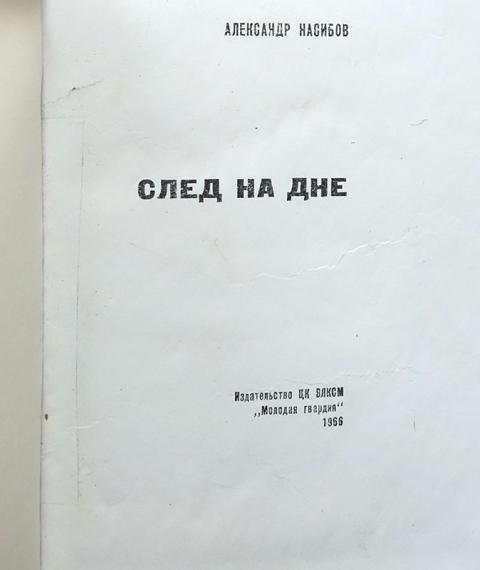 АЛЕКСАНДР НАСИБОВ
СЛЕД НА ДНЕ
Издательство ЦК ВЛКСМ
„Молодая гвардия“
1966